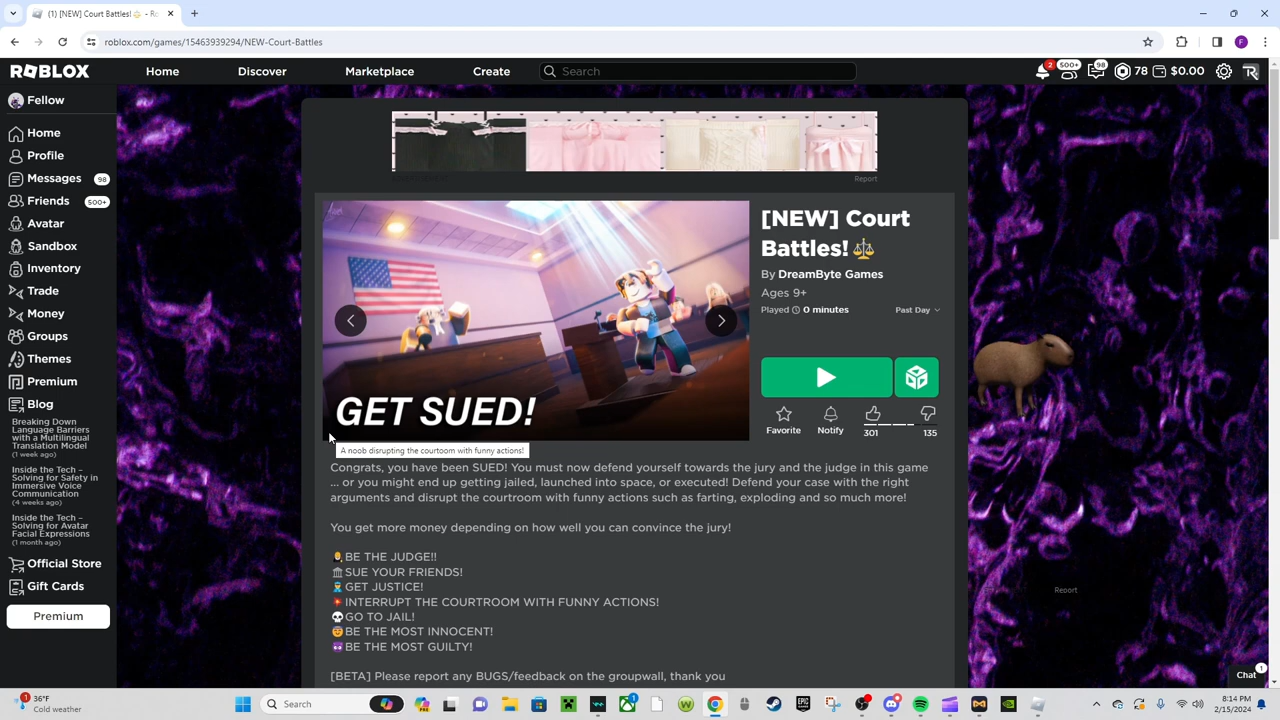 (1) [NEW] Court Battles! - Ro
roblox.com/games/15463939294/NEW-Court-Battles
F
ROBLOX
Home
Discover
Marketplace
Create
Search
2
500+
98
78
$0.00
Fellow
Home
Profile
Messages 98
Friends 500+
Avatar
Sandbox
Inventory
Trade
Money
Groups
Themes
Premium
Blog
Breaking Down
Language Barriers
with a Multilingual
Translation Model
(1 week ago)
Inside the Tech –
Solving for Safety in
Immersive Voice
Communication
(4 weeks ago)
Inside the Tech –
Solving for Avatar
Facial Expressions
(1 month ago)
Official Store
Gift Cards
Premium
Report
GET SUED!
A noob disrupting the courtoom with funny actions!
[NEW] Court
Battles!⚖️
By DreamByte Games
Ages 9+
Played 0 minutes
Past Day
Favorite
Notify
301
135
Congrats, you have been SUED! You must now defend yourself towards the jury and the judge in this game
... or you might end up getting jailed, launched into space, or executed! Defend your case with the right
arguments and disrupt the courtroom with funny actions such as farting, exploding and so much more!
You get more money depending on how well you can convince the jury!
BE THE JUDGE!!
SUE YOUR FRIENDS!
GET JUSTICE!
INTERRUPT THE COURTROOM WITH FUNNY ACTIONS!
GO TO JAIL!
BE THE MOST INNOCENT!
BE THE MOST GUILTY!
[BETA] Please report any BUGS/feedback on the groupwall, thank you
Report
Chat
1
1
36°F
Cold weather
Search
PRE
1
W
EPIC
GAMES
8:14 PM
2/15/2024